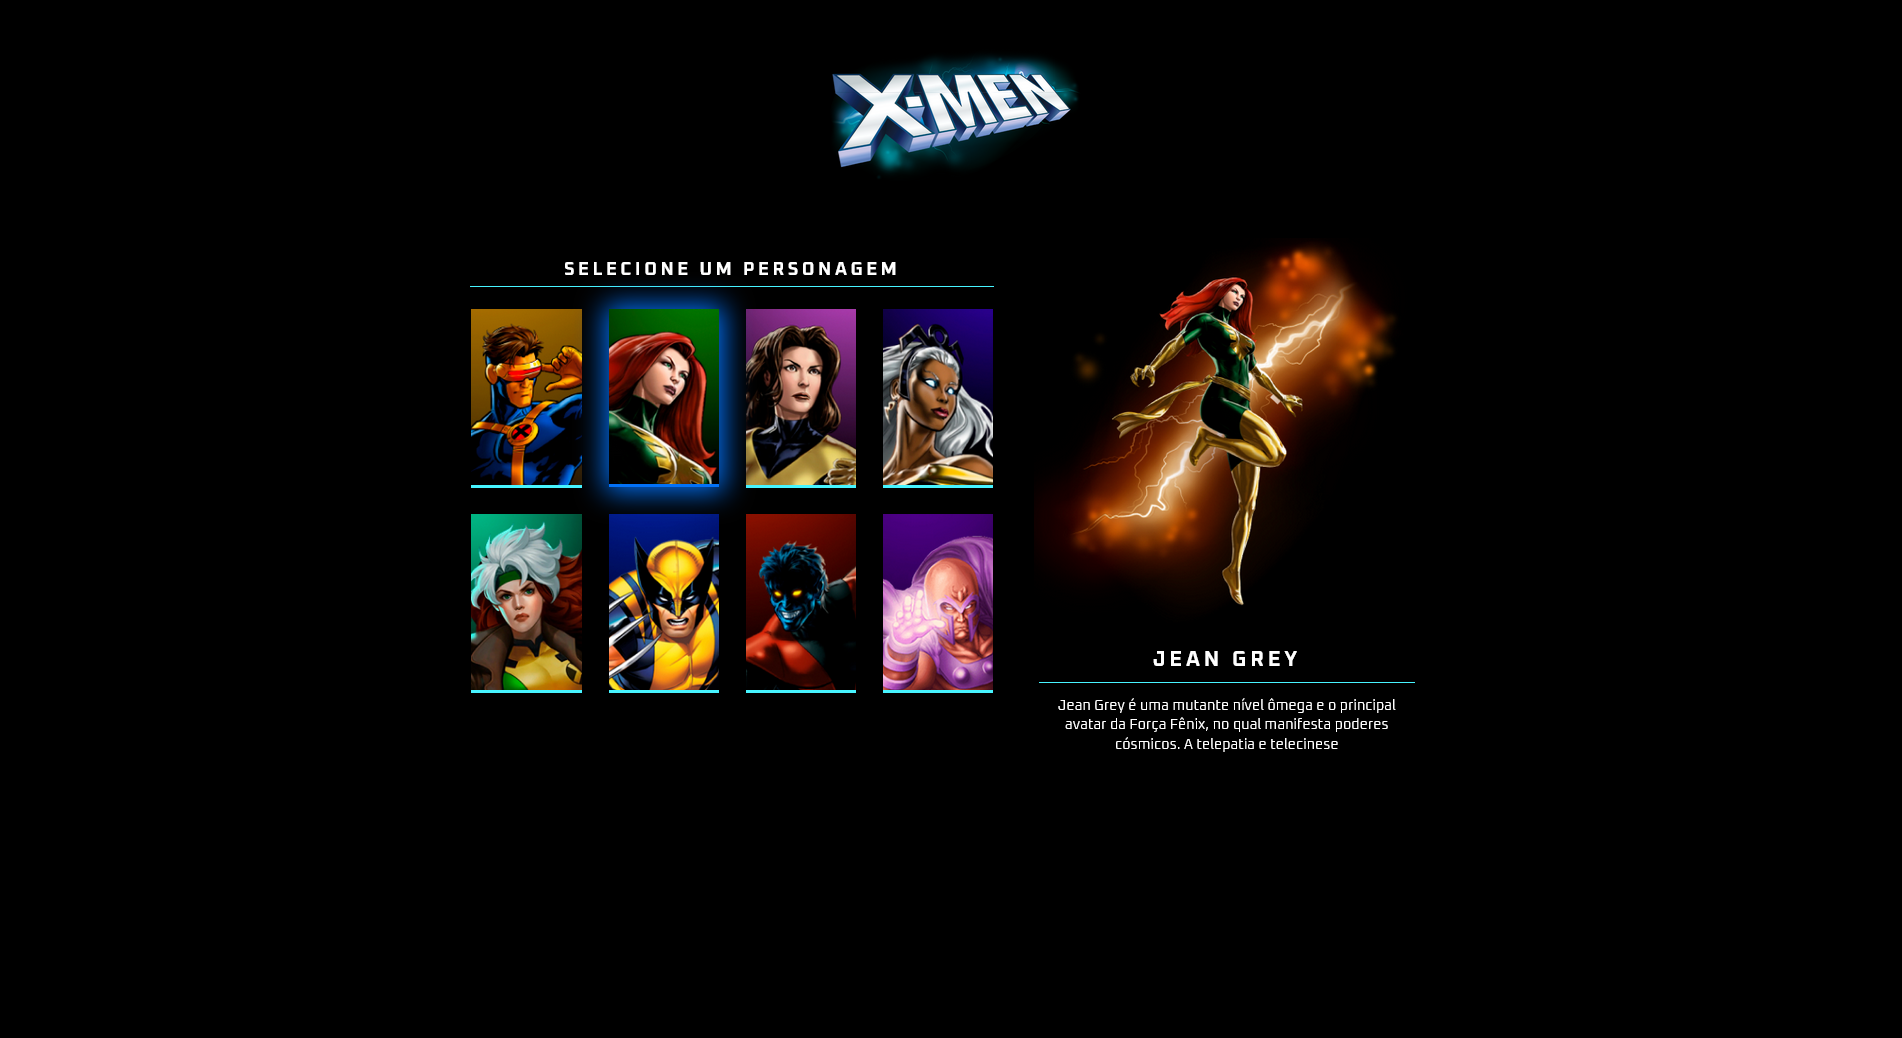 X-MEN
SELECIONE UM PERSONAGEM
JEAN GREY
Jean Grey é uma mutante nível ômega e o principal
avatar da Força Fênix, no qual manifesta poderes
cósmicos. A telepatia e telecinese